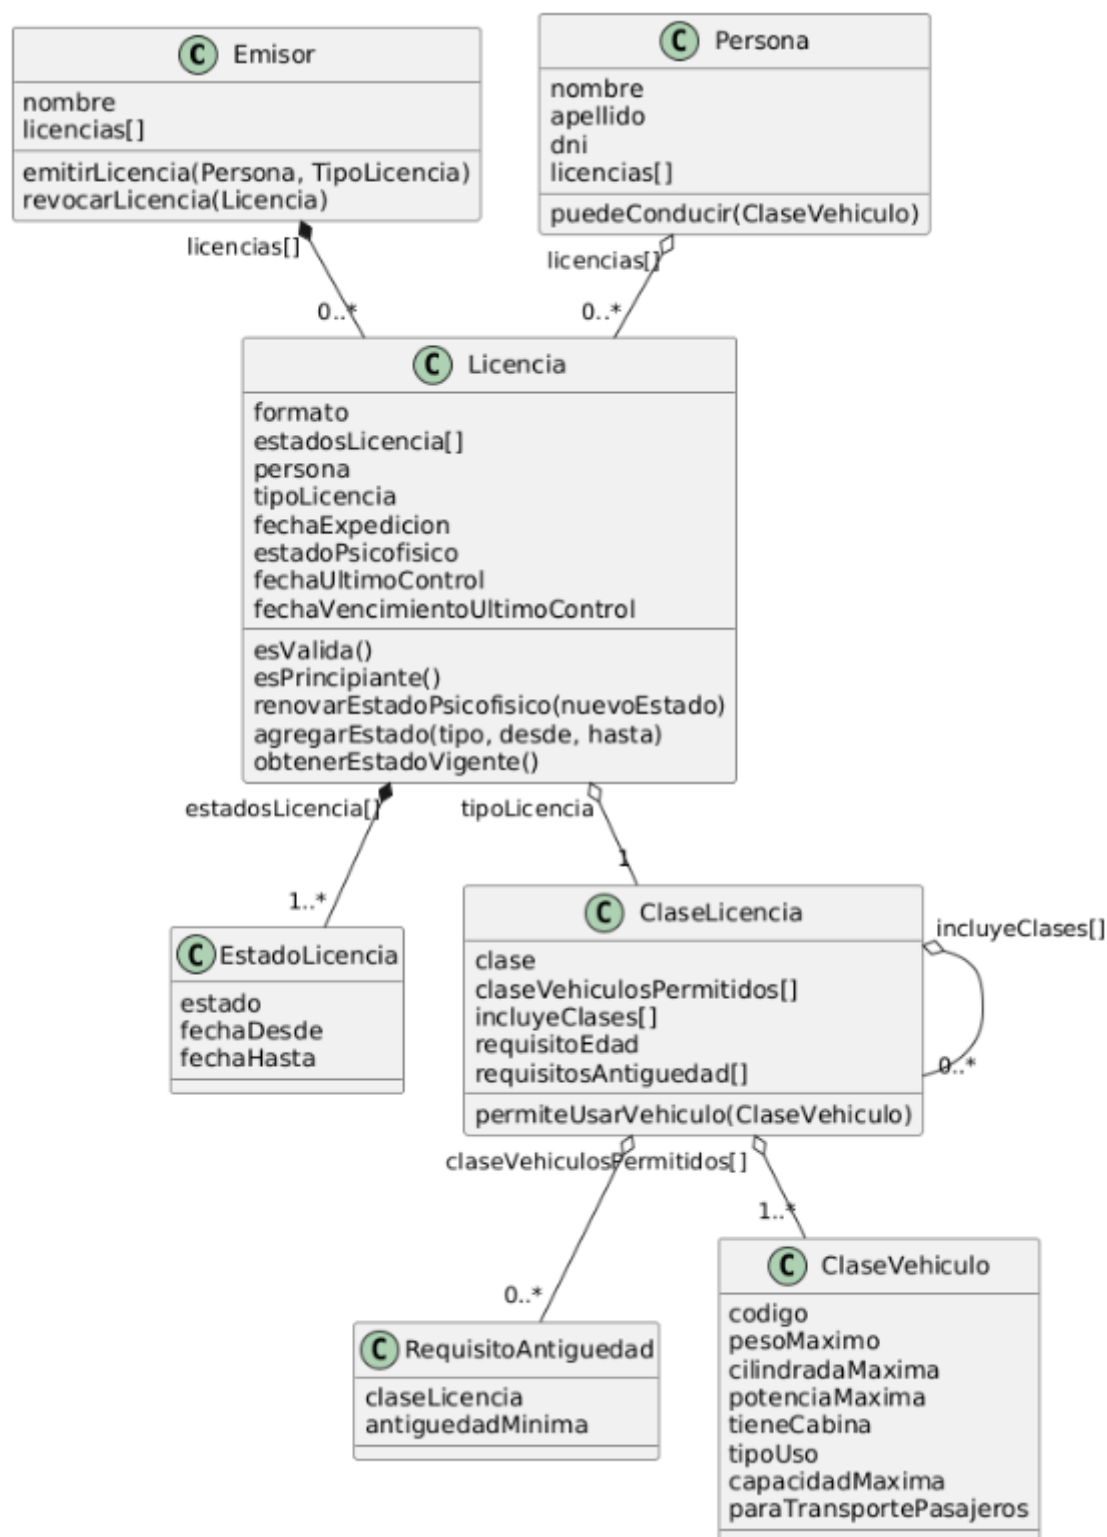 C Emisor
nombre
licencias[]
emitirLicencia(Persona, TipoLicencia)
revocarLicencia(Licencia)
C Persona
nombre
apellido
dni
licencias[]
puedeConducir(ClaseVehiculo)
licencias[]
0..*
licencias[]
0..*
C Licencia
formato
estadosLicencia[]
persona
tipoLicencia
fechaExpedicion
estadoPsicofisico
fechaUltimoControl
fechaVencimientoUltimoControl
esValida()
esPrincipiante()
renovarEstadoPsicofisico(nuevoEstado)
agregarEstado(tipo, desde, hasta)
obtenerEstadoVigente()
estadosLicencia[]
1..*
tipoLicencia
1
C EstadoLicencia
estado
fechaDesde
fechaHasta
C ClaseLicencia
clase
claseVehiculosPermitidos[]
incluyeClases[]
requisitoEdad
requisitosAntiguedad[]
permiteUsarVehiculo(ClaseVehiculo)
incluyeClases[]
0..*
claseVehiculosPermitidos[]
0..*
1..*
C RequisitoAntiguedad
claseLicencia
antiguedadMinima
C ClaseVehiculo
codigo
pesoMaximo
cilindradaMaxima
potenciaMaxima
tieneCabina
tipoUso
capacidadMaxima
paraTransportePasajeros